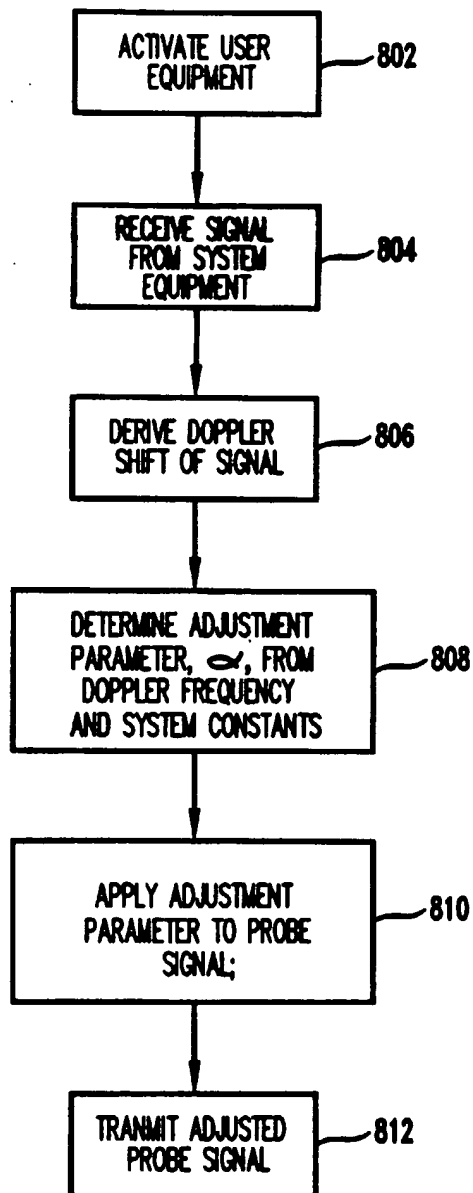 ACTIVATE USER
EQUIPMENT
802
RECEIVE SIGNAL
FROM SYSTEM
EQUIPMENT
804
DERIVE DOPPLER
SHIFT OF SIGNAL
806
DETERMINE ADJUSTMENT
PARAMETER, α, FROM
DOPPLER FREQUENCY
AND SYSTEM CONSTANTS
808
APPLY ADJUSTMENT
PARAMETER TO PROBE
SIGNAL;
810
TRANMIT ADJUSTED
PROBE SIGNAL
812